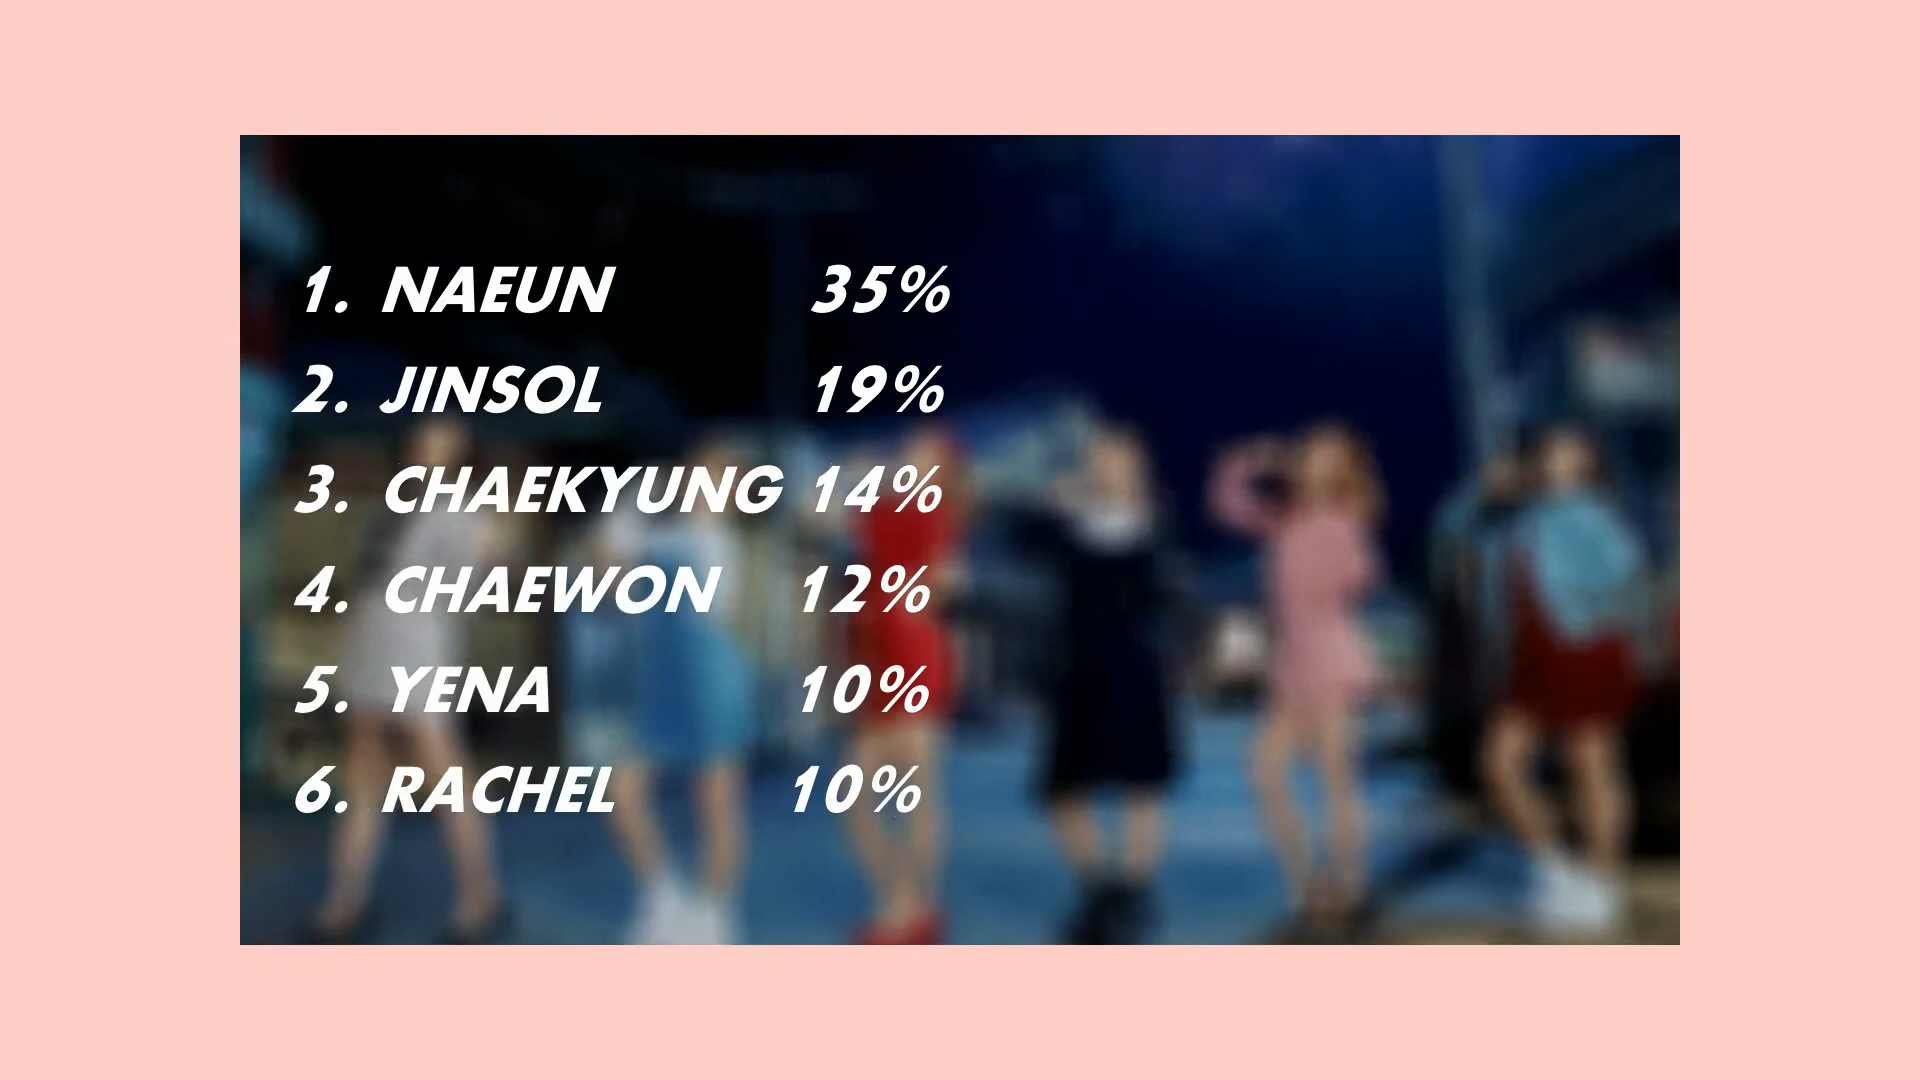 1. NAEUN 35%
2. JINSOL 19%
3. CHAEKYUNG 14%
4. CHAEWON 12%
5. YENA 10%
6. RACHEL 10%